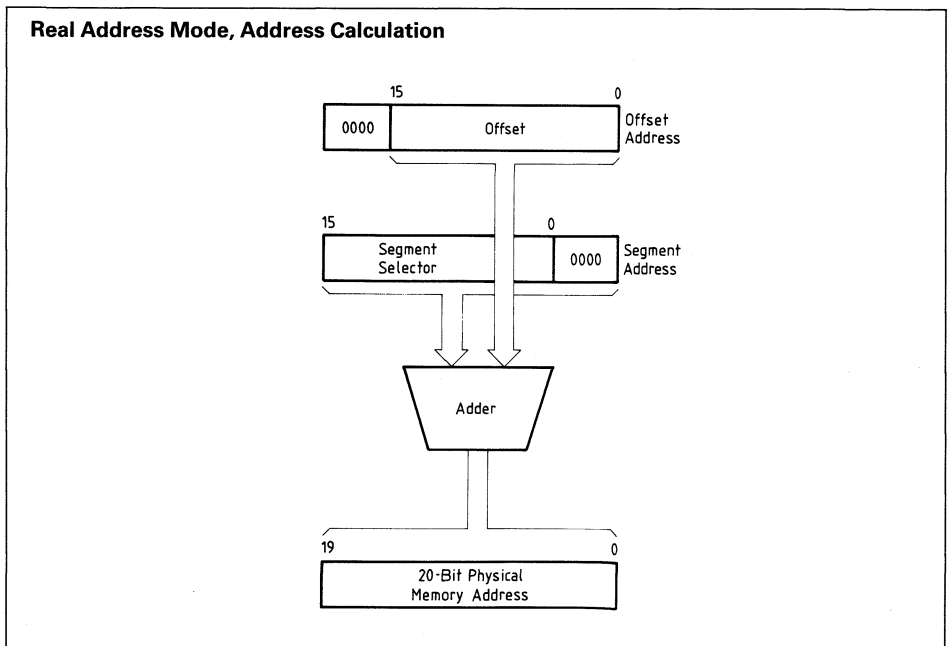 Real Address Mode, Address Calculation
15 0
0000 Offset Offset
Address
15 0
Segment
Selector 0000 Segment
Address
Adder
19 0
20-Bit Physical
Memory Address